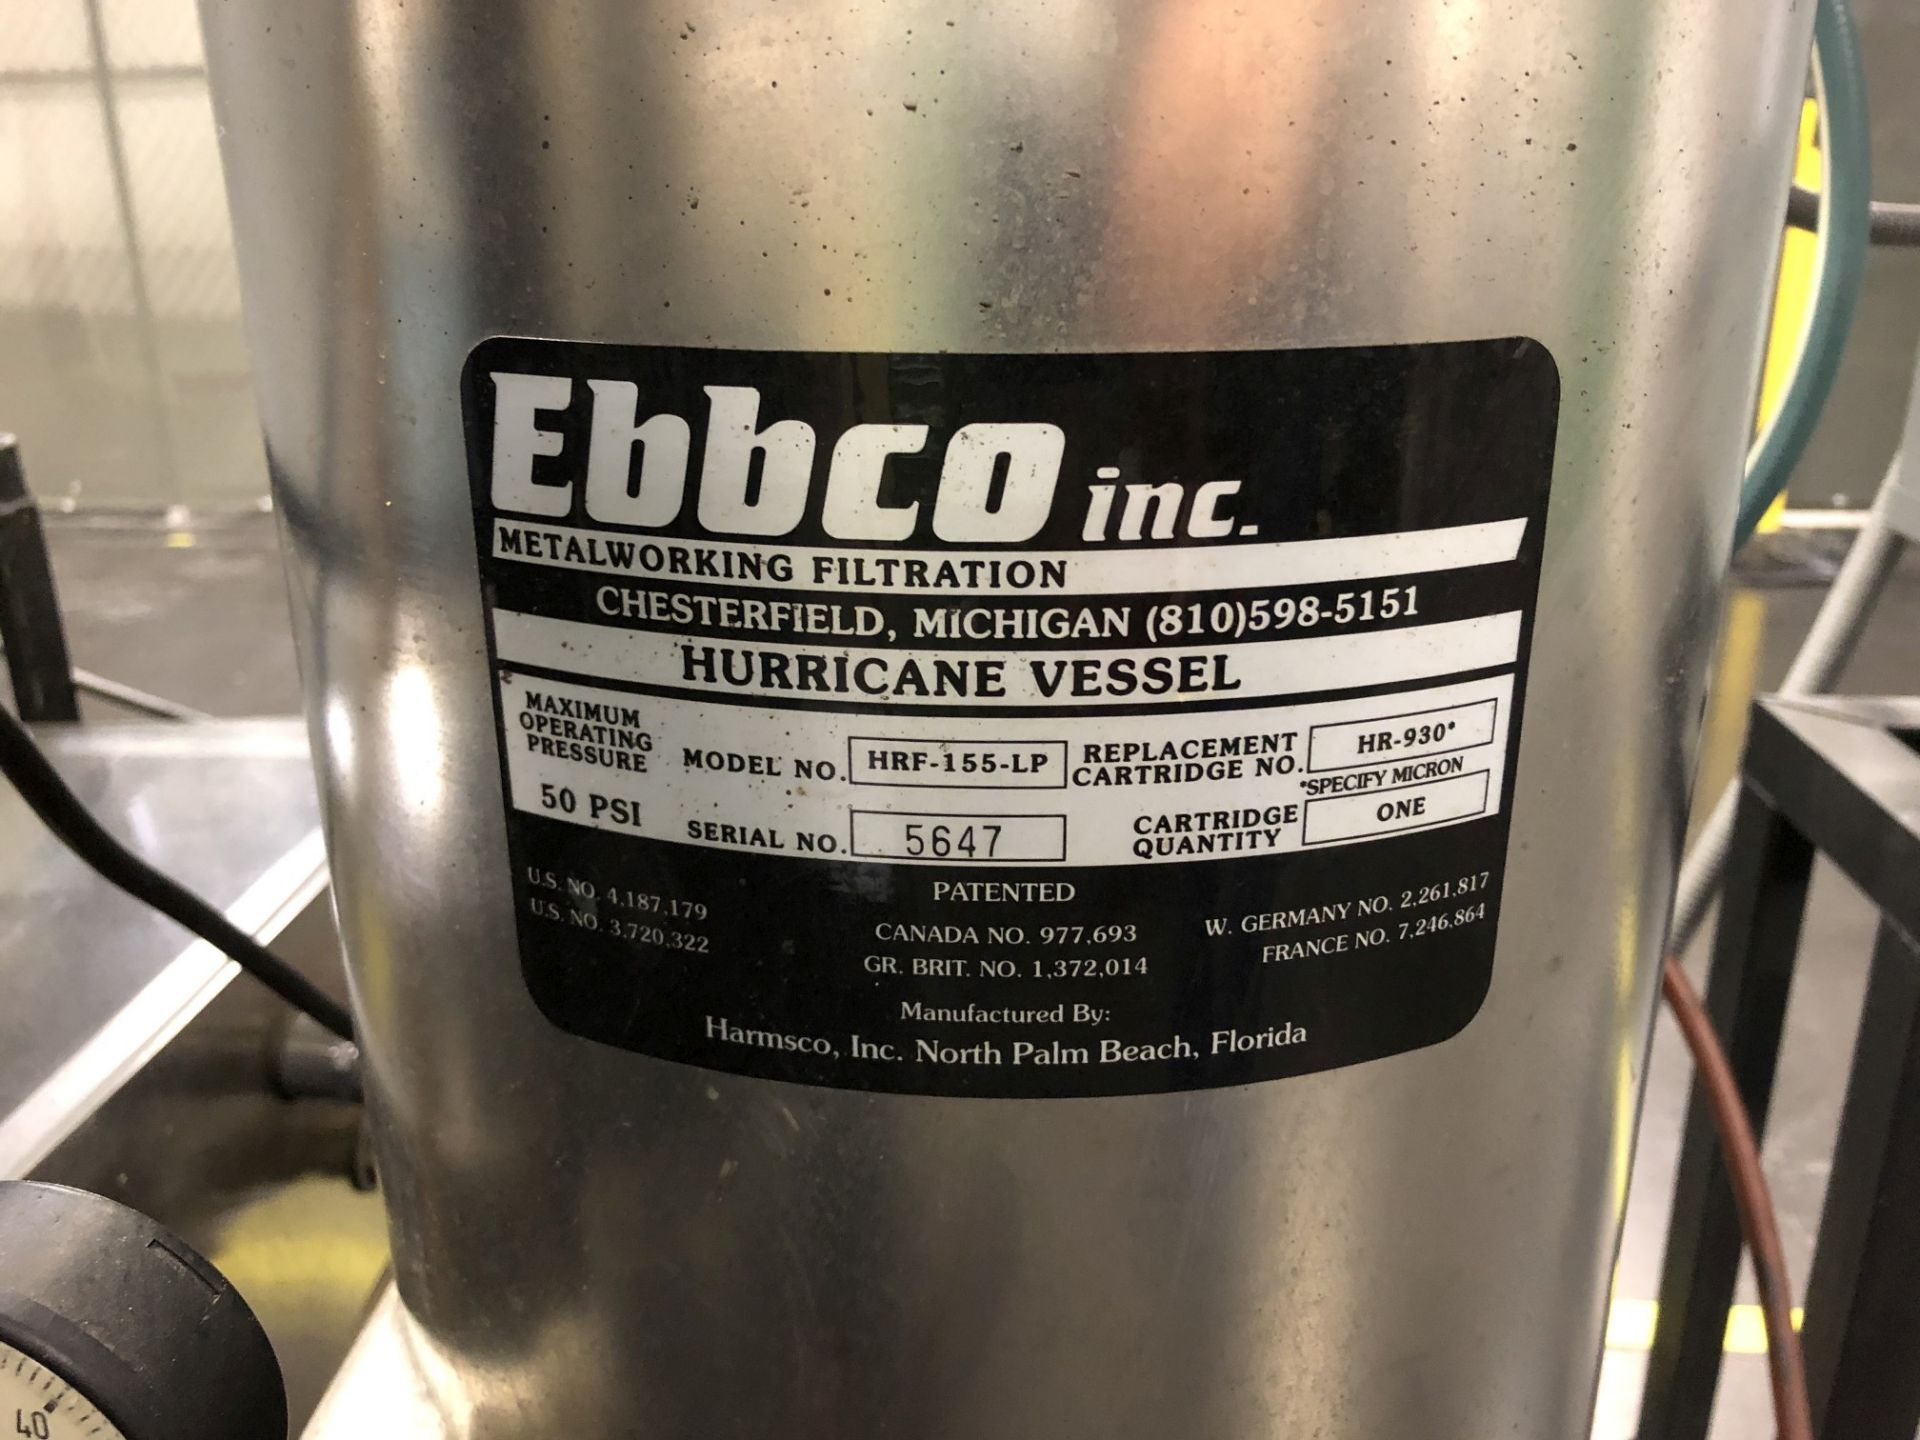 Ebbco inc.
METALWORKING FILTRATION
CHESTERFIELD, MICHIGAN (810)598-5151
HURRICANE VESSEL
MAXIMUM
OPERATING
PRESSURE
50 PSI
MODEL NO. HRF-155-LP
SERIAL NO. 5647
REPLACEMENT
CARTRIDGE NO. HR-930*
*SPECIFY MICRON
CARTRIDGE
QUANTITY ONE
U.S. NO. 4,187,179
U.S. NO. 3,720,322
PATENTED
CANADA NO. 977,693
GR. BRIT. NO. 1,372,014
W. GERMANY NO. 2,261,817
FRANCE NO. 7,246,864
Manufactured By:
Harmsco, Inc. North Palm Beach, Florida
40